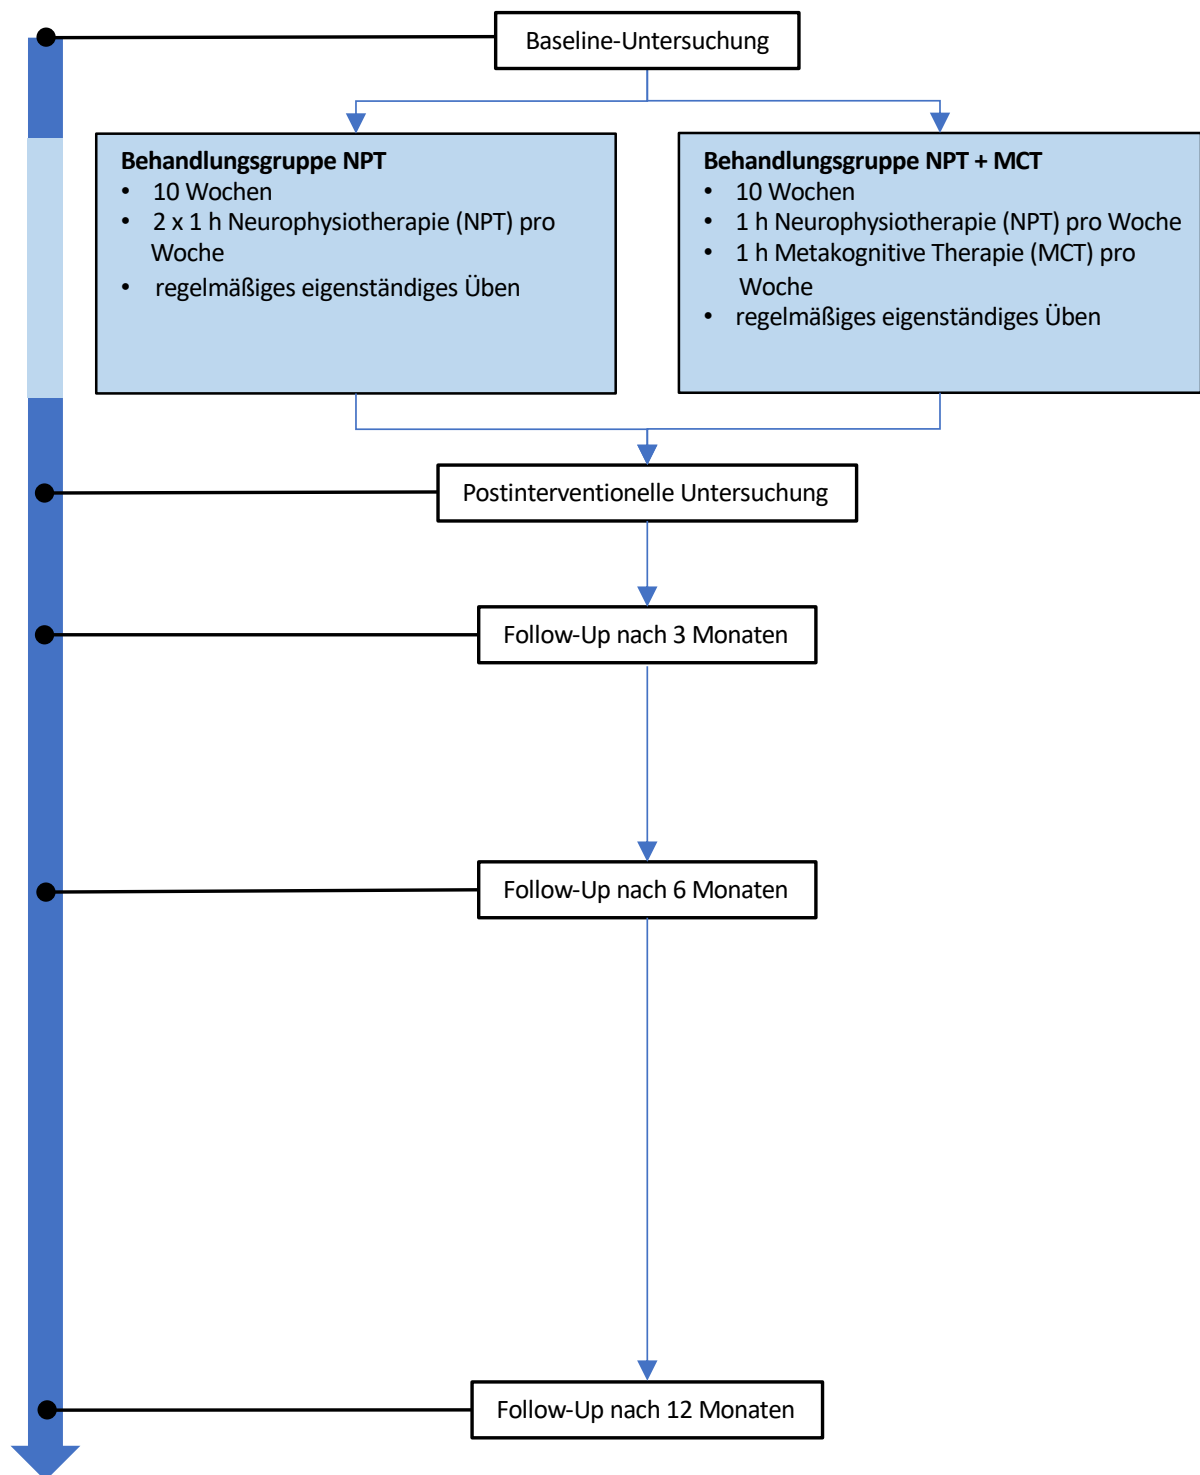 Baseline-Untersuchung
Behandlungsgruppe NPT
• 10 Wochen
• 2 x 1 h Neurophysiotherapie (NPT) pro
Woche
• regelmäßiges eigenständiges Üben
Behandlungsgruppe NPT + MCT
• 10 Wochen
• 1 h Neurophysiotherapie (NPT) pro Woche
• 1 h Metakognitive Therapie (MCT) pro
Woche
• regelmäßiges eigenständiges Üben
Postinterventionelle Untersuchung
Follow-Up nach 3 Monaten
Follow-Up nach 6 Monaten
Follow-Up nach 12 Monaten